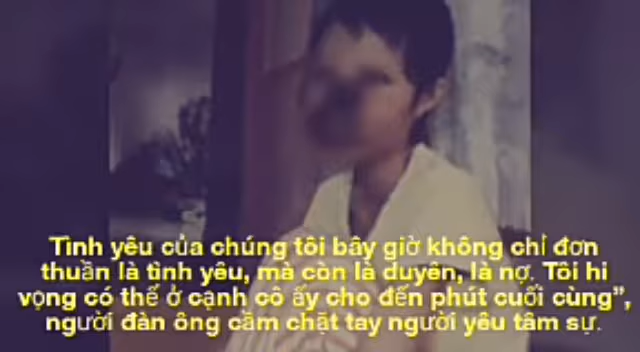 Tình yêu của chúng tôi bây giờ không chỉ đơn
thuần là tình yêu, mà còn là duyên, là nợ. Tôi hi
vọng có thể ở cạnh cô ấy cho đến phút cuối cùng”,
người đàn ông cầm chặt tay người yêu tâm sự.